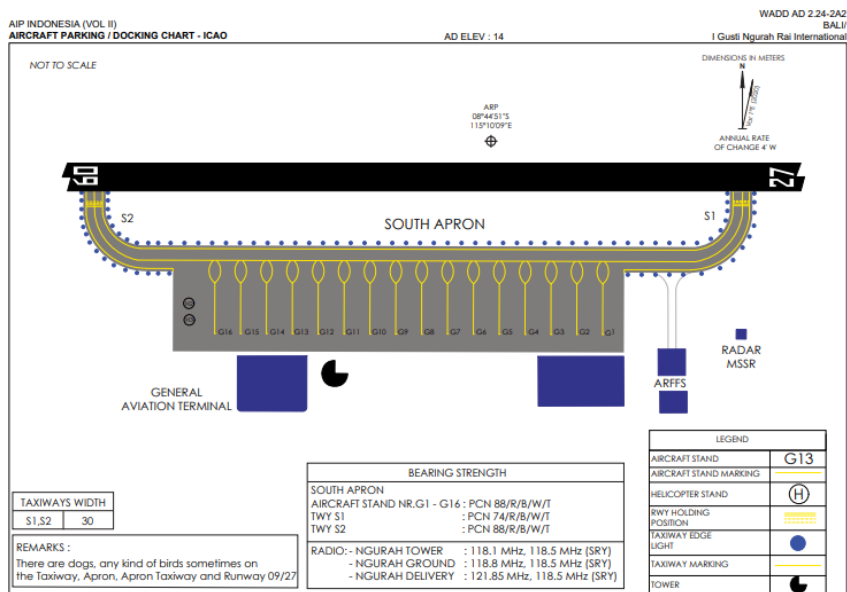 AIP INDONESIA (VOL II)
AIRCRAFT PARKING / DOCKING CHART - ICAO
AD ELEV : 14
WADD AD 2.24-2A2
BALI/
I Gusti Ngurah Rai International
NOT TO SCALE
DIMENSIONS IN METERS
N
ARP
08°44'51"S
115°10'09"E
ANNUAL RATE
OF CHANGE 4' W
09
27
S2
SOUTH APRON
S1
G16 G15 G14 G13 G12 G11 G10 G9 G8 G7 G6 G5 G4 G3 G2 G1
GENERAL
AVIATION TERMINAL
ARFFS
RADAR
MSSR
TAXIWAYS WIDTH
S1,S2 30
REMARKS :
There are dogs, any kind of birds sometimes on
the Taxiway, Apron, Apron Taxiway and Runway 09/27
BEARING STRENGTH
SOUTH APRON
AIRCRAFT STAND NR.G1 - G16 : PCN 88/R/B/W/T
TWY S1 : PCN 74/R/B/W/T
TWY S2 : PCN 88/R/B/W/T
RADIO:- NGURAH TOWER : 118.1 MHz, 118.5 MHz (SRY)
- NGURAH GROUND : 118.8 MHz, 118.5 MHz (SRY)
- NGURAH DELIVERY : 121.85 MHz, 118.5 MHz (SRY)
LEGEND
AIRCRAFT STAND G13
AIRCRAFT STAND MARKING
HELICOPTER STAND H
RWY HOLDING
POSITION
TAXIWAY EDGE
LIGHT
TAXIWAY MARKING
TOWER